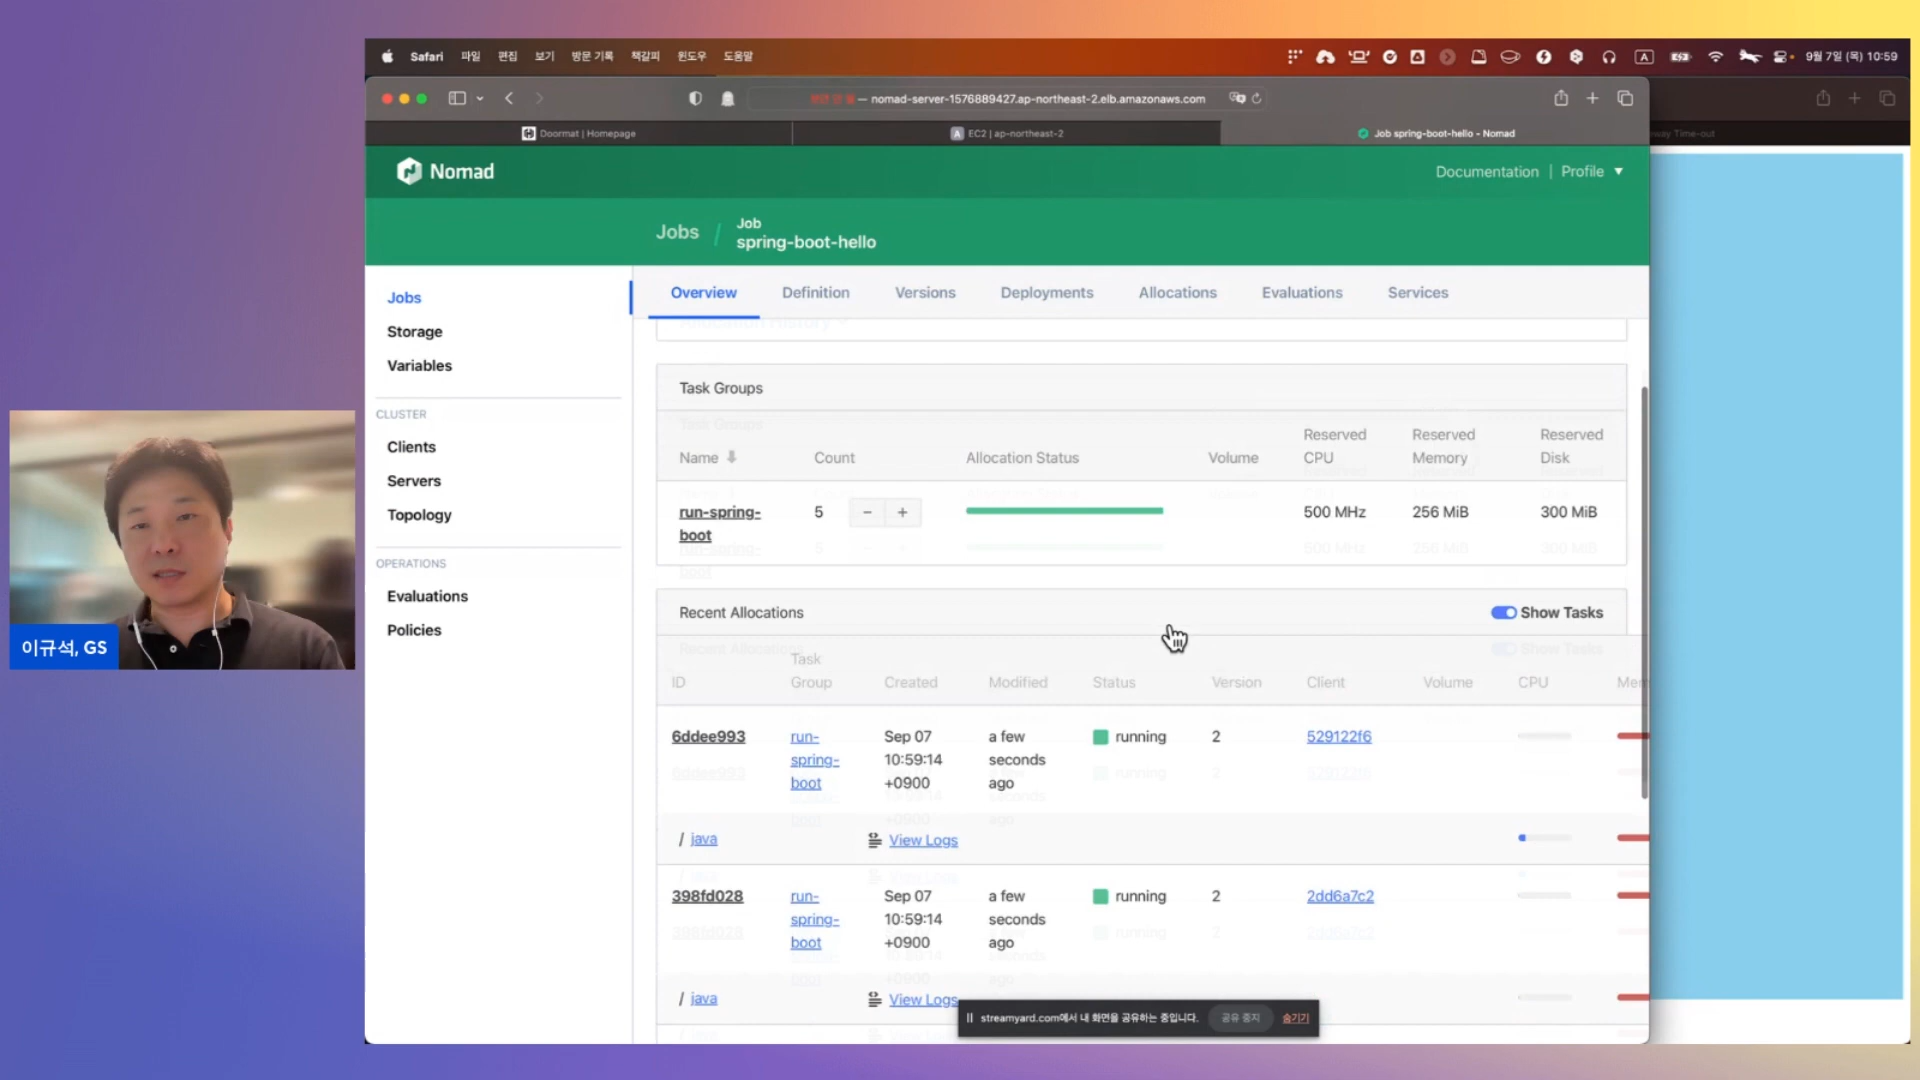 Safari 파일 편집 보기 방문 기록 책갈피 윈도우 도움말
A
9월 7일 (목) 10:59
— nomad-server-1576889427.ap-northeast-2.elb.amazonaws.com
Doormat | Homepage
A EC2 | ap-northeast-2
Job spring-boot-hello - Nomad
Time-out
Nomad
Documentation | Profile
Jobs / Job
spring-boot-hello
Jobs
Storage
Variables
CLUSTER
Clients
Servers
Topology
OPERATIONS
Evaluations
Policies
Overview Definition Versions Deployments Allocations Evaluations Services
Task Groups
Name Count Allocation Status Volume Reserved CPU Reserved Memory Reserved Disk
run-spring-boot 5 - + 500 MHz 256 MiB 300 MiB
Recent Allocations
Show Tasks
ID Task Group Created Modified Status Version Client Volume CPU
6ddee993 run-spring-boot Sep 07 10:59:14 +0900 a few seconds ago running 2 529122f6
/ java View Logs
398fd028 run-spring-boot Sep 07 10:59:14 +0900 a few seconds ago running 2 2dd6a7c2
/ java View Logs
streamyard.com에서 내 화면을 공유하는 중입니다. 공유 중지 숨기기
이규석, GS